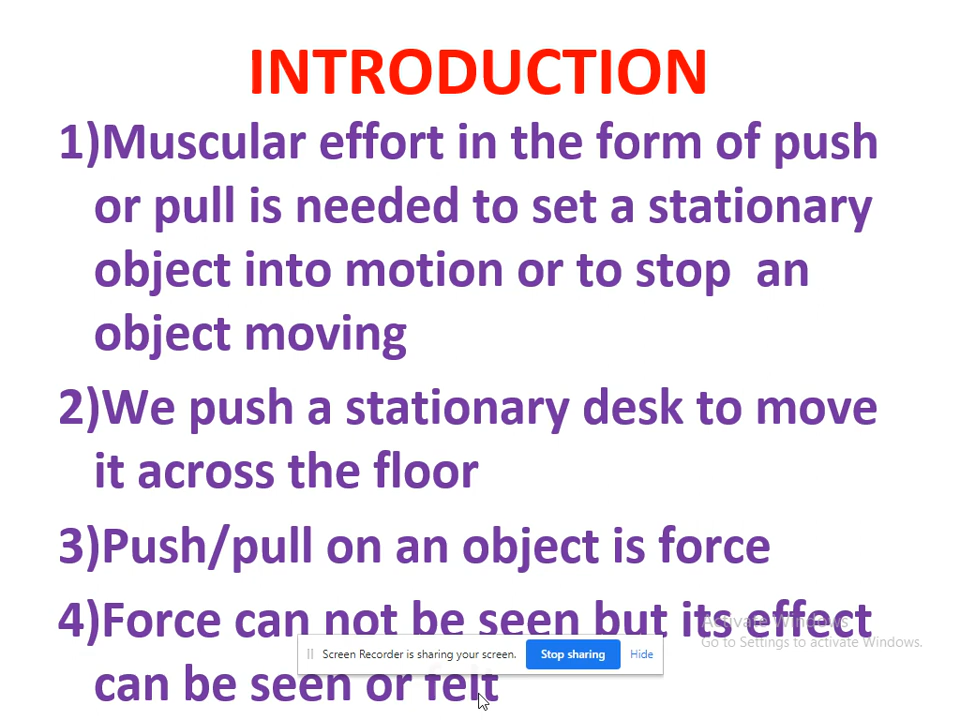 INTRODUCTION
1)Muscular effort in the form of push
or pull is needed to set a stationary
object into motion or to stop an
object moving
2)We push a stationary desk to move
it across the floor
3)Push/pull on an object is force
4)Force can not be seen but its effect
can be seen or felt
Activate Windows
Go to Settings to activate Windows.
Screen Recorder is sharing your screen. Stop sharing Hide